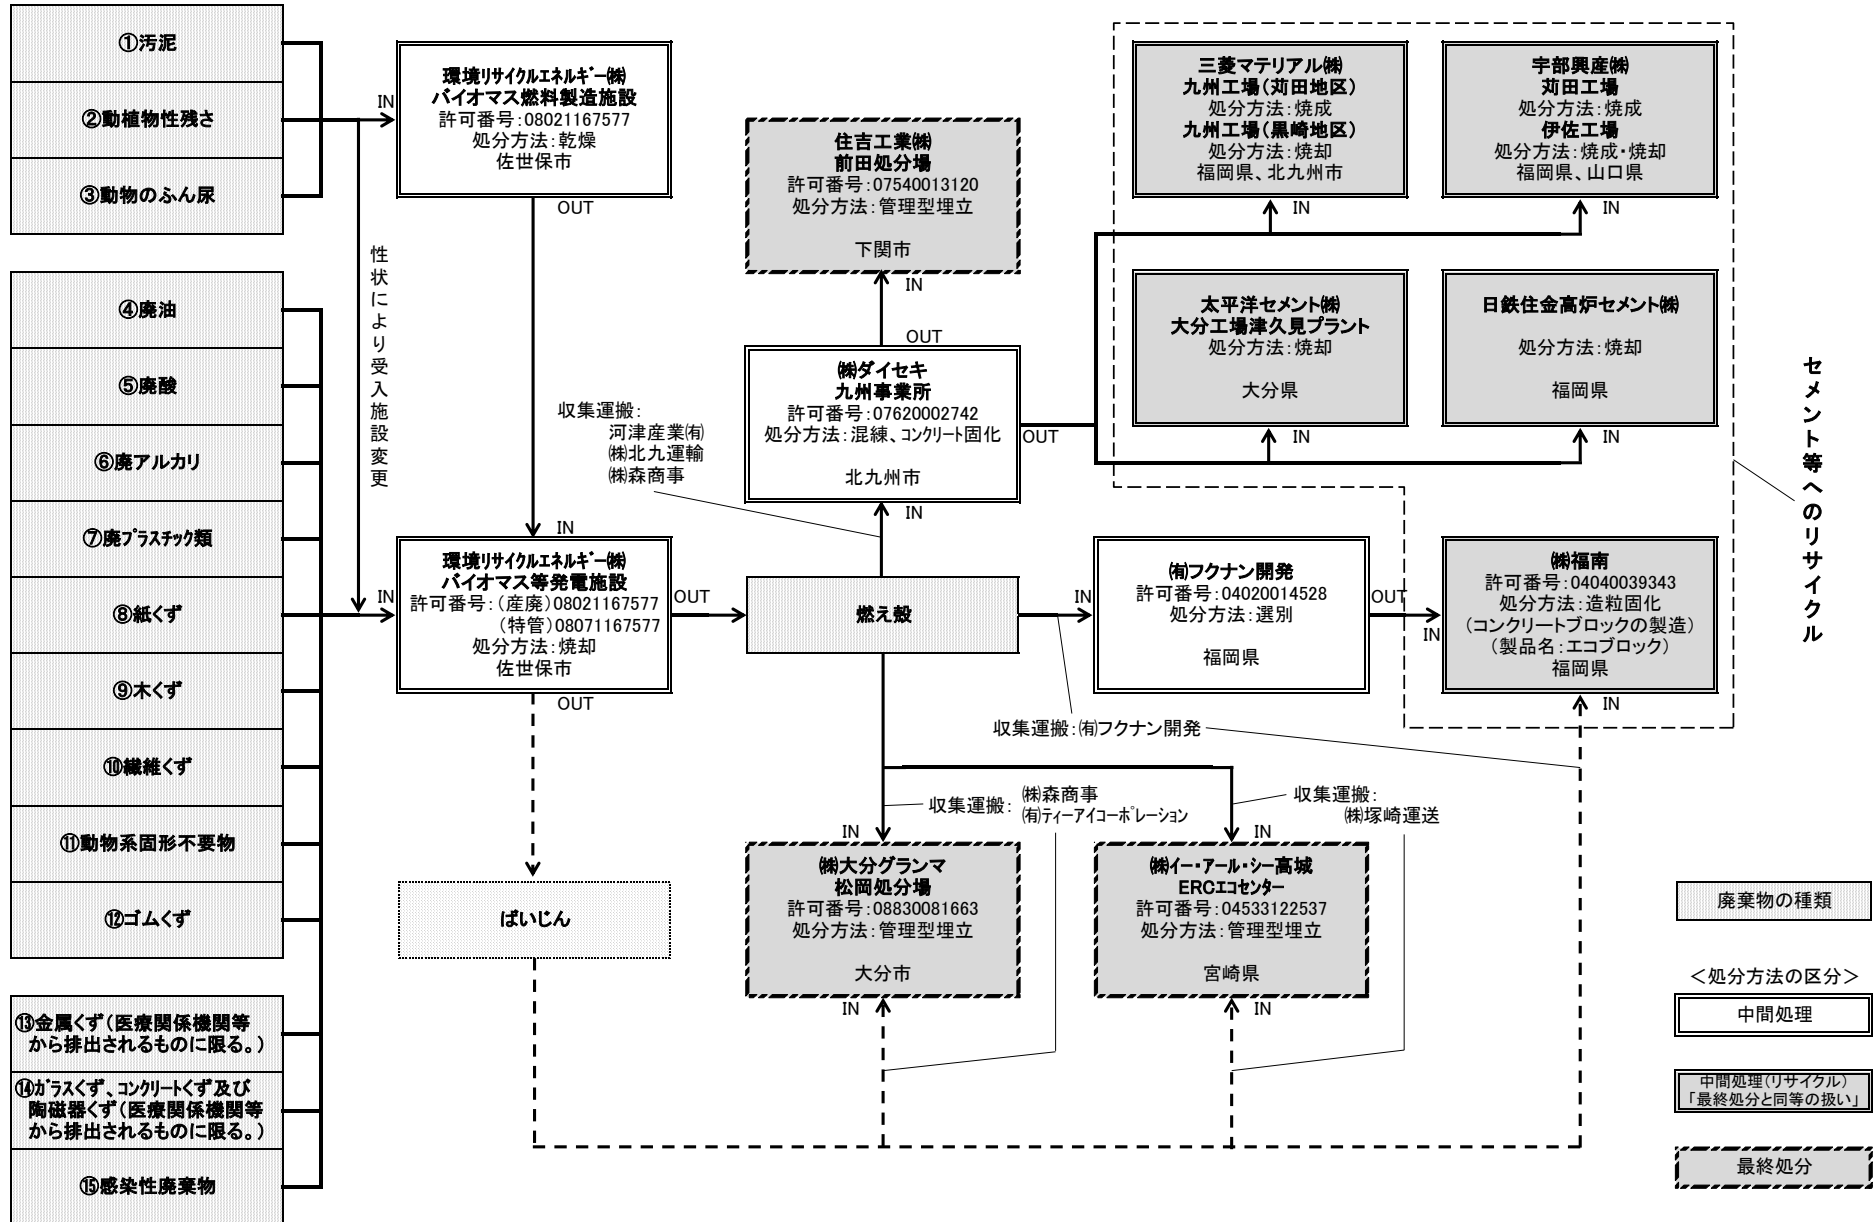 ①汚泥
②動植物性残さ
③動物のふん尿
④廃油
⑤廃酸
⑥廃アルカリ
⑦廃プラスチック類
⑧紙くず
⑨木くず
⑩繊維くず
⑪動物系固形不要物
⑫ゴムくず
⑬金属くず(医療関係機関等
から排出されるものに限る。)
⑭ガラスくず、コンクリートくず及び
陶磁器くず(医療関係機関等
から排出されるものに限る。)
⑮感染性廃棄物
IN
性状により受入施設変更
IN
環境リサイクルエネルギー㈱
バイオマス燃料製造施設
許可番号:08021167577
処分方法:乾燥
佐世保市
OUT
IN
環境リサイクルエネルギー㈱
バイオマス等発電施設
許可番号:(産廃)08021167577
(特管)08071167577
処分方法:焼却
佐世保市
OUT
OUT
ばいじん
収集運搬:
河津産業㈲
㈱北九運輸
㈱森商事
住吉工業㈱
前田処分場
許可番号:07540013120
処分方法:管理型埋立
下関市
IN
OUT
㈱ダイセキ
九州事業所
許可番号:07620002742
処分方法:混練、コンクリート固化
北九州市
OUT
IN
燃え殻
IN
㈲フクナン開発
許可番号:04020014528
処分方法:選別
福岡県
OUT
収集運搬:㈲フクナン開発
収集運搬:
㈱森商事
㈲ティーアイコーポレーション
収集運搬:
㈱塚崎運送
IN
㈱大分グランマ
松岡処分場
許可番号:08830081663
処分方法:管理型埋立
大分市
IN
IN
㈱イー・アール・シー高城
ERCエコセンター
許可番号:04533122537
処分方法:管理型埋立
宮崎県
IN
三菱マテリアル㈱
九州工場(苅田地区)
処分方法:焼成
九州工場(黒崎地区)
処分方法:焼却
福岡県、北九州市
IN
宇部興産㈱
苅田工場
処分方法:焼成
伊佐工場
処分方法:焼成・焼却
福岡県、山口県
IN
太平洋セメント㈱
大分工場津久見プラント
処分方法:焼却
大分県
IN
日鉄住金高炉セメント㈱
処分方法:焼却
福岡県
IN
㈱福南
許可番号:04040039343
処分方法:造粒固化
(コンクリートブロックの製造)
(製品名:エコブロック)
福岡県
IN
IN
セメント等へのリサイクル
廃棄物の種類
<処分方法の区分>
中間処理
中間処理(リサイクル)
「最終処分と同等の扱い」
最終処分